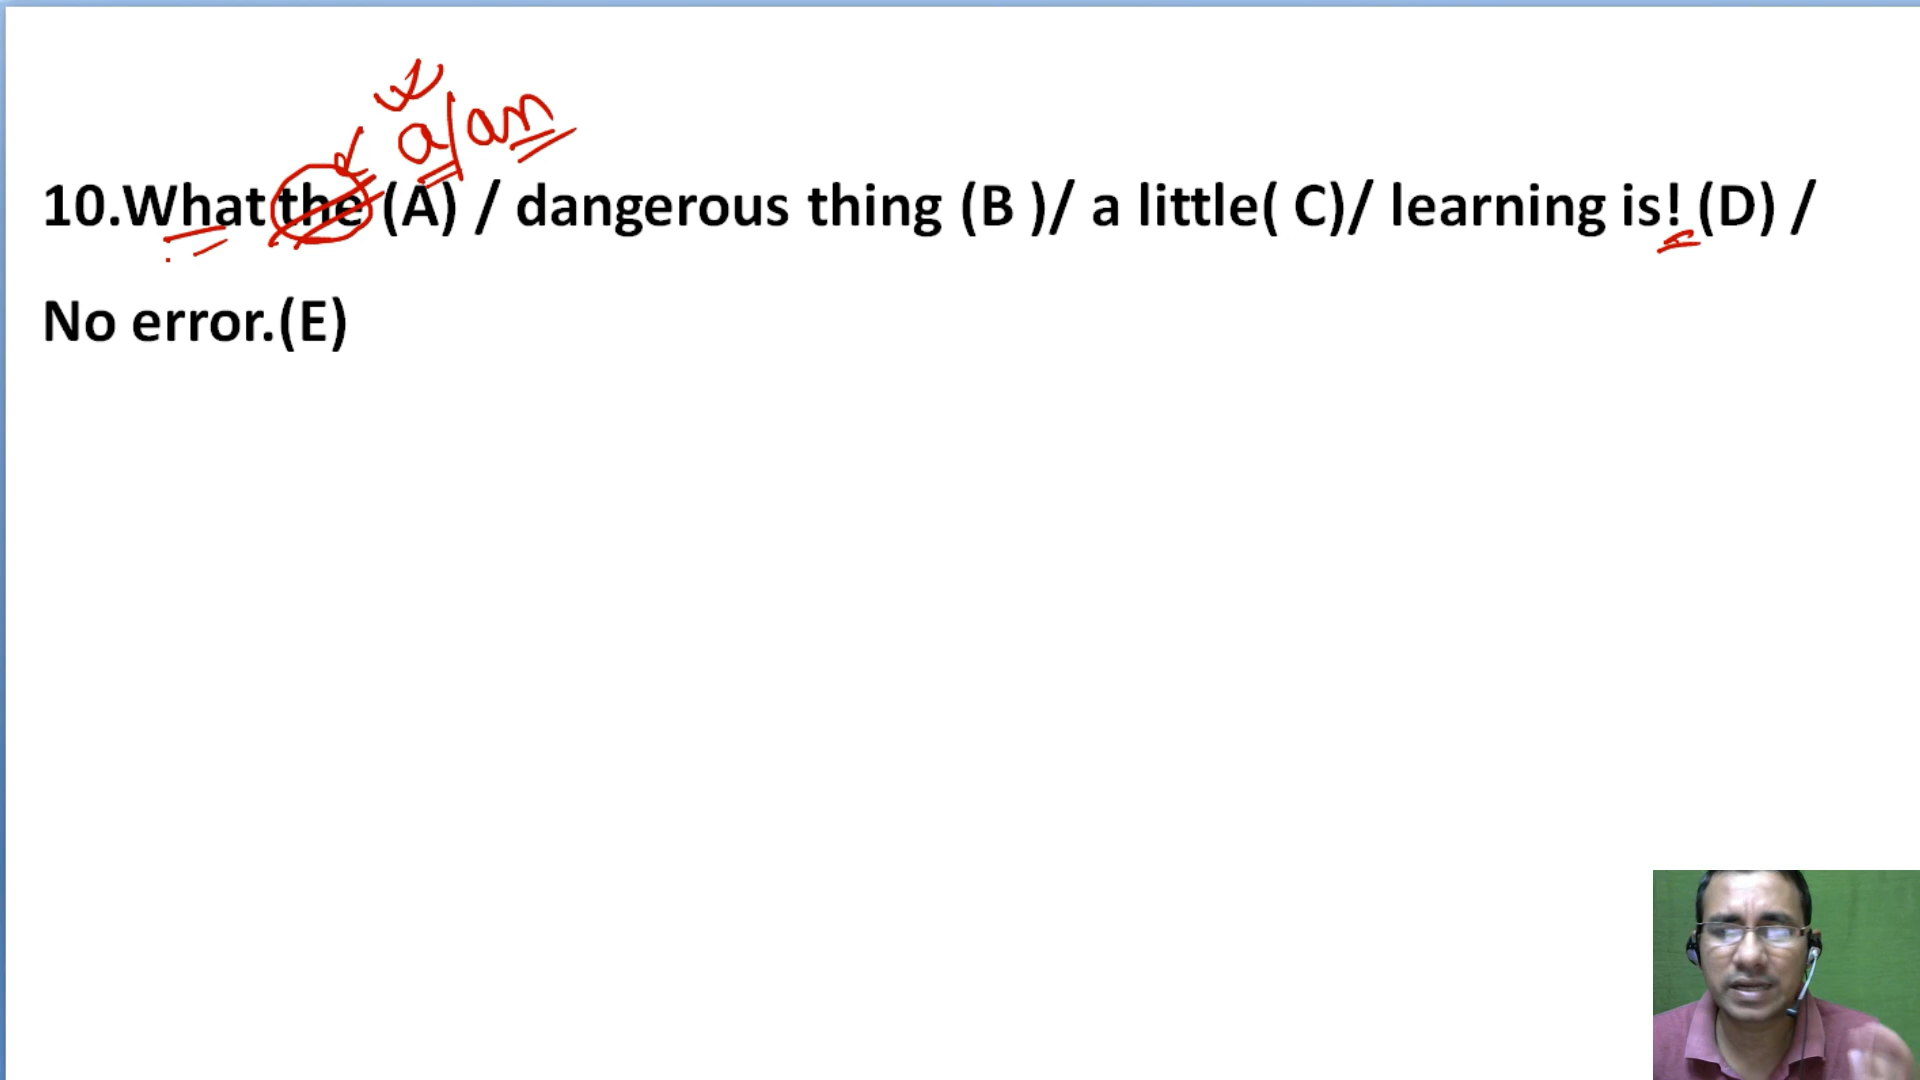 a/an
10.What the (A) / dangerous thing (B )/ a little( C)/ learning is! (D) /
No error.(E)